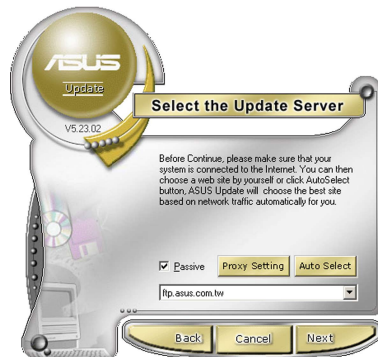 ASUS
Update
V5.23.02
Select the Update Server
Before Continue, please make sure that your
system is connected to the Internet. You can then
choose a web site by yourself or click AutoSelect
button, ASUS Update will choose the best site
based on network traffic automatically for you.
Passive
Proxy Setting
Auto Select
ftp.asus.com.tw
Back
Cancel
Next